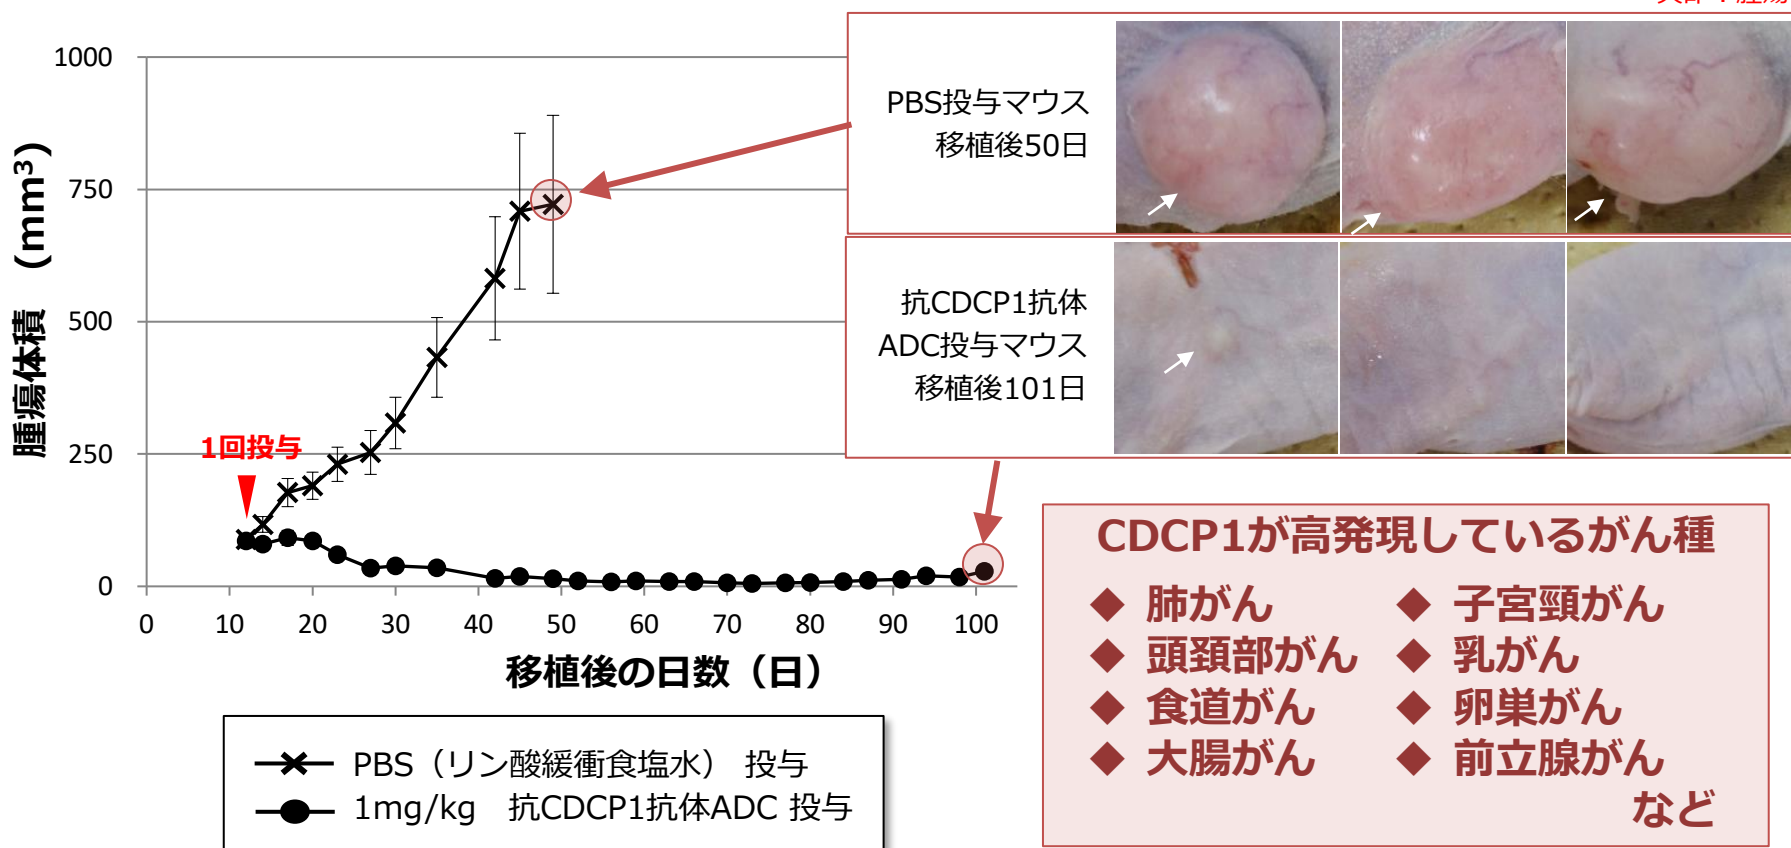 1000
750
500
250
0
腫瘍体積 (mm³)
1回投与
0 10 20 30 40 50 60 70 80 90 100
移植後の日数（日）
PBS（リン酸緩衝食塩水） 投与
1mg/kg 抗CDCP1抗体ADC 投与
PBS投与マウス
移植後50日
抗CDCP1抗体
ADC投与マウス
移植後101日
CDCP1が高発現しているがん種
◆ 肺がん ◆ 子宮頸がん
◆ 頭頚部がん ◆ 乳がん
◆ 食道がん ◆ 卵巣がん
◆ 大腸がん ◆ 前立腺がん
など